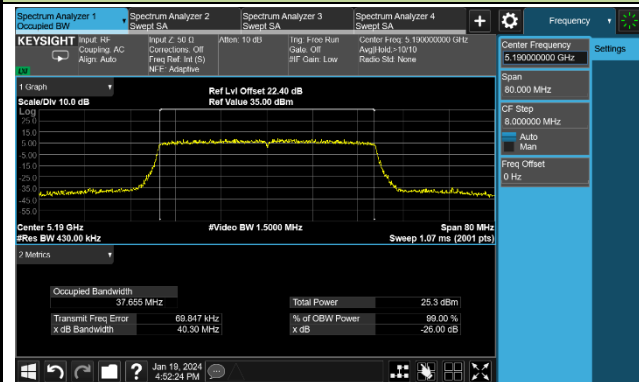 Spectrum Analyzer 1
Occupied BW
Spectrum Analyzer 2
Swept SA
Spectrum Analyzer 3
Swept SA
Spectrum Analyzer 4
Swept SA
+
Frequency
KEYSIGHT
Input: RF
Coupling: AC
Align: Auto
Input Z: 50 Ω
Corrections: Off
Freq Ref: Int (S)
NFE: Adaptive
Atten: 10 dB
Trig: Free Run
Gate: Off
#IF Gain: Low
Center Freq: 5.190000000 GHz
Avg|Hold:>10/10
Radio Std: None
LVI
Center Frequency
5.190000000 GHz
Settings
Span
80.000 MHz
CF Step
8.000000 MHz
Auto
Man
Freq Offset
0 Hz
1 Graph
Scale/Div 10.0 dB
Ref Lvl Offset 22.40 dB
Ref Value 35.00 dBm
Log
25.0
15.0
5.00
-5.00
-15.0
-25.0
-35.0
-45.0
-55.0
Center 5.19 GHz
#Res BW 430.00 kHz
#Video BW 1.5000 MHz
Span 80 MHz
Sweep 1.07 ms (2001 pts)
2 Metrics
Occupied Bandwidth
37.655 MHz
Total Power 25.3 dBm
Transmit Freq Error 69.847 kHz
% of OBW Power 99.00 %
x dB Bandwidth 40.30 MHz
x dB -26.00 dB
?
Jan 19, 2024
4:52:24 PM